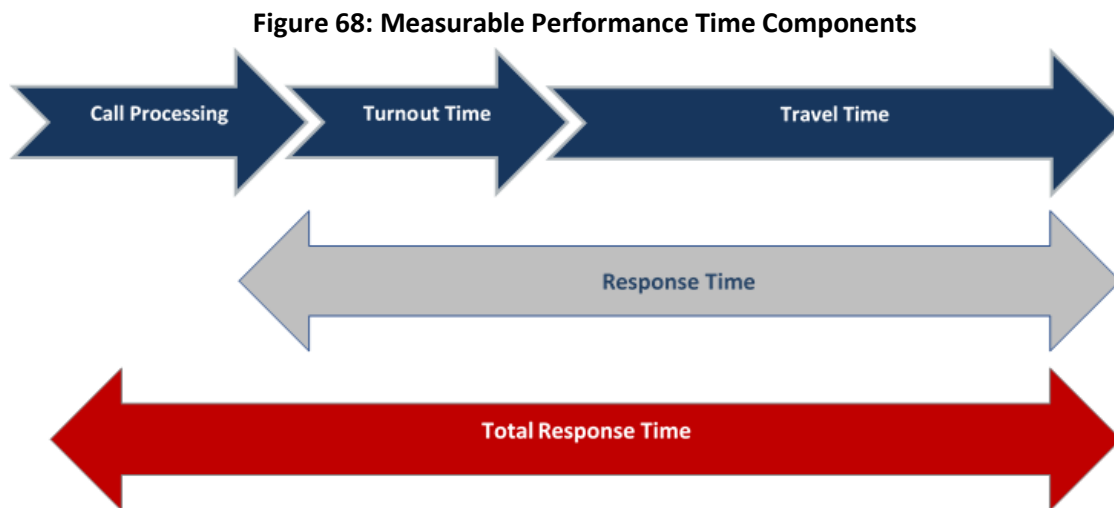 Figure 68: Measurable Performance Time Components
Call Processing
Turnout Time
Travel Time
Response Time
Total Response Time